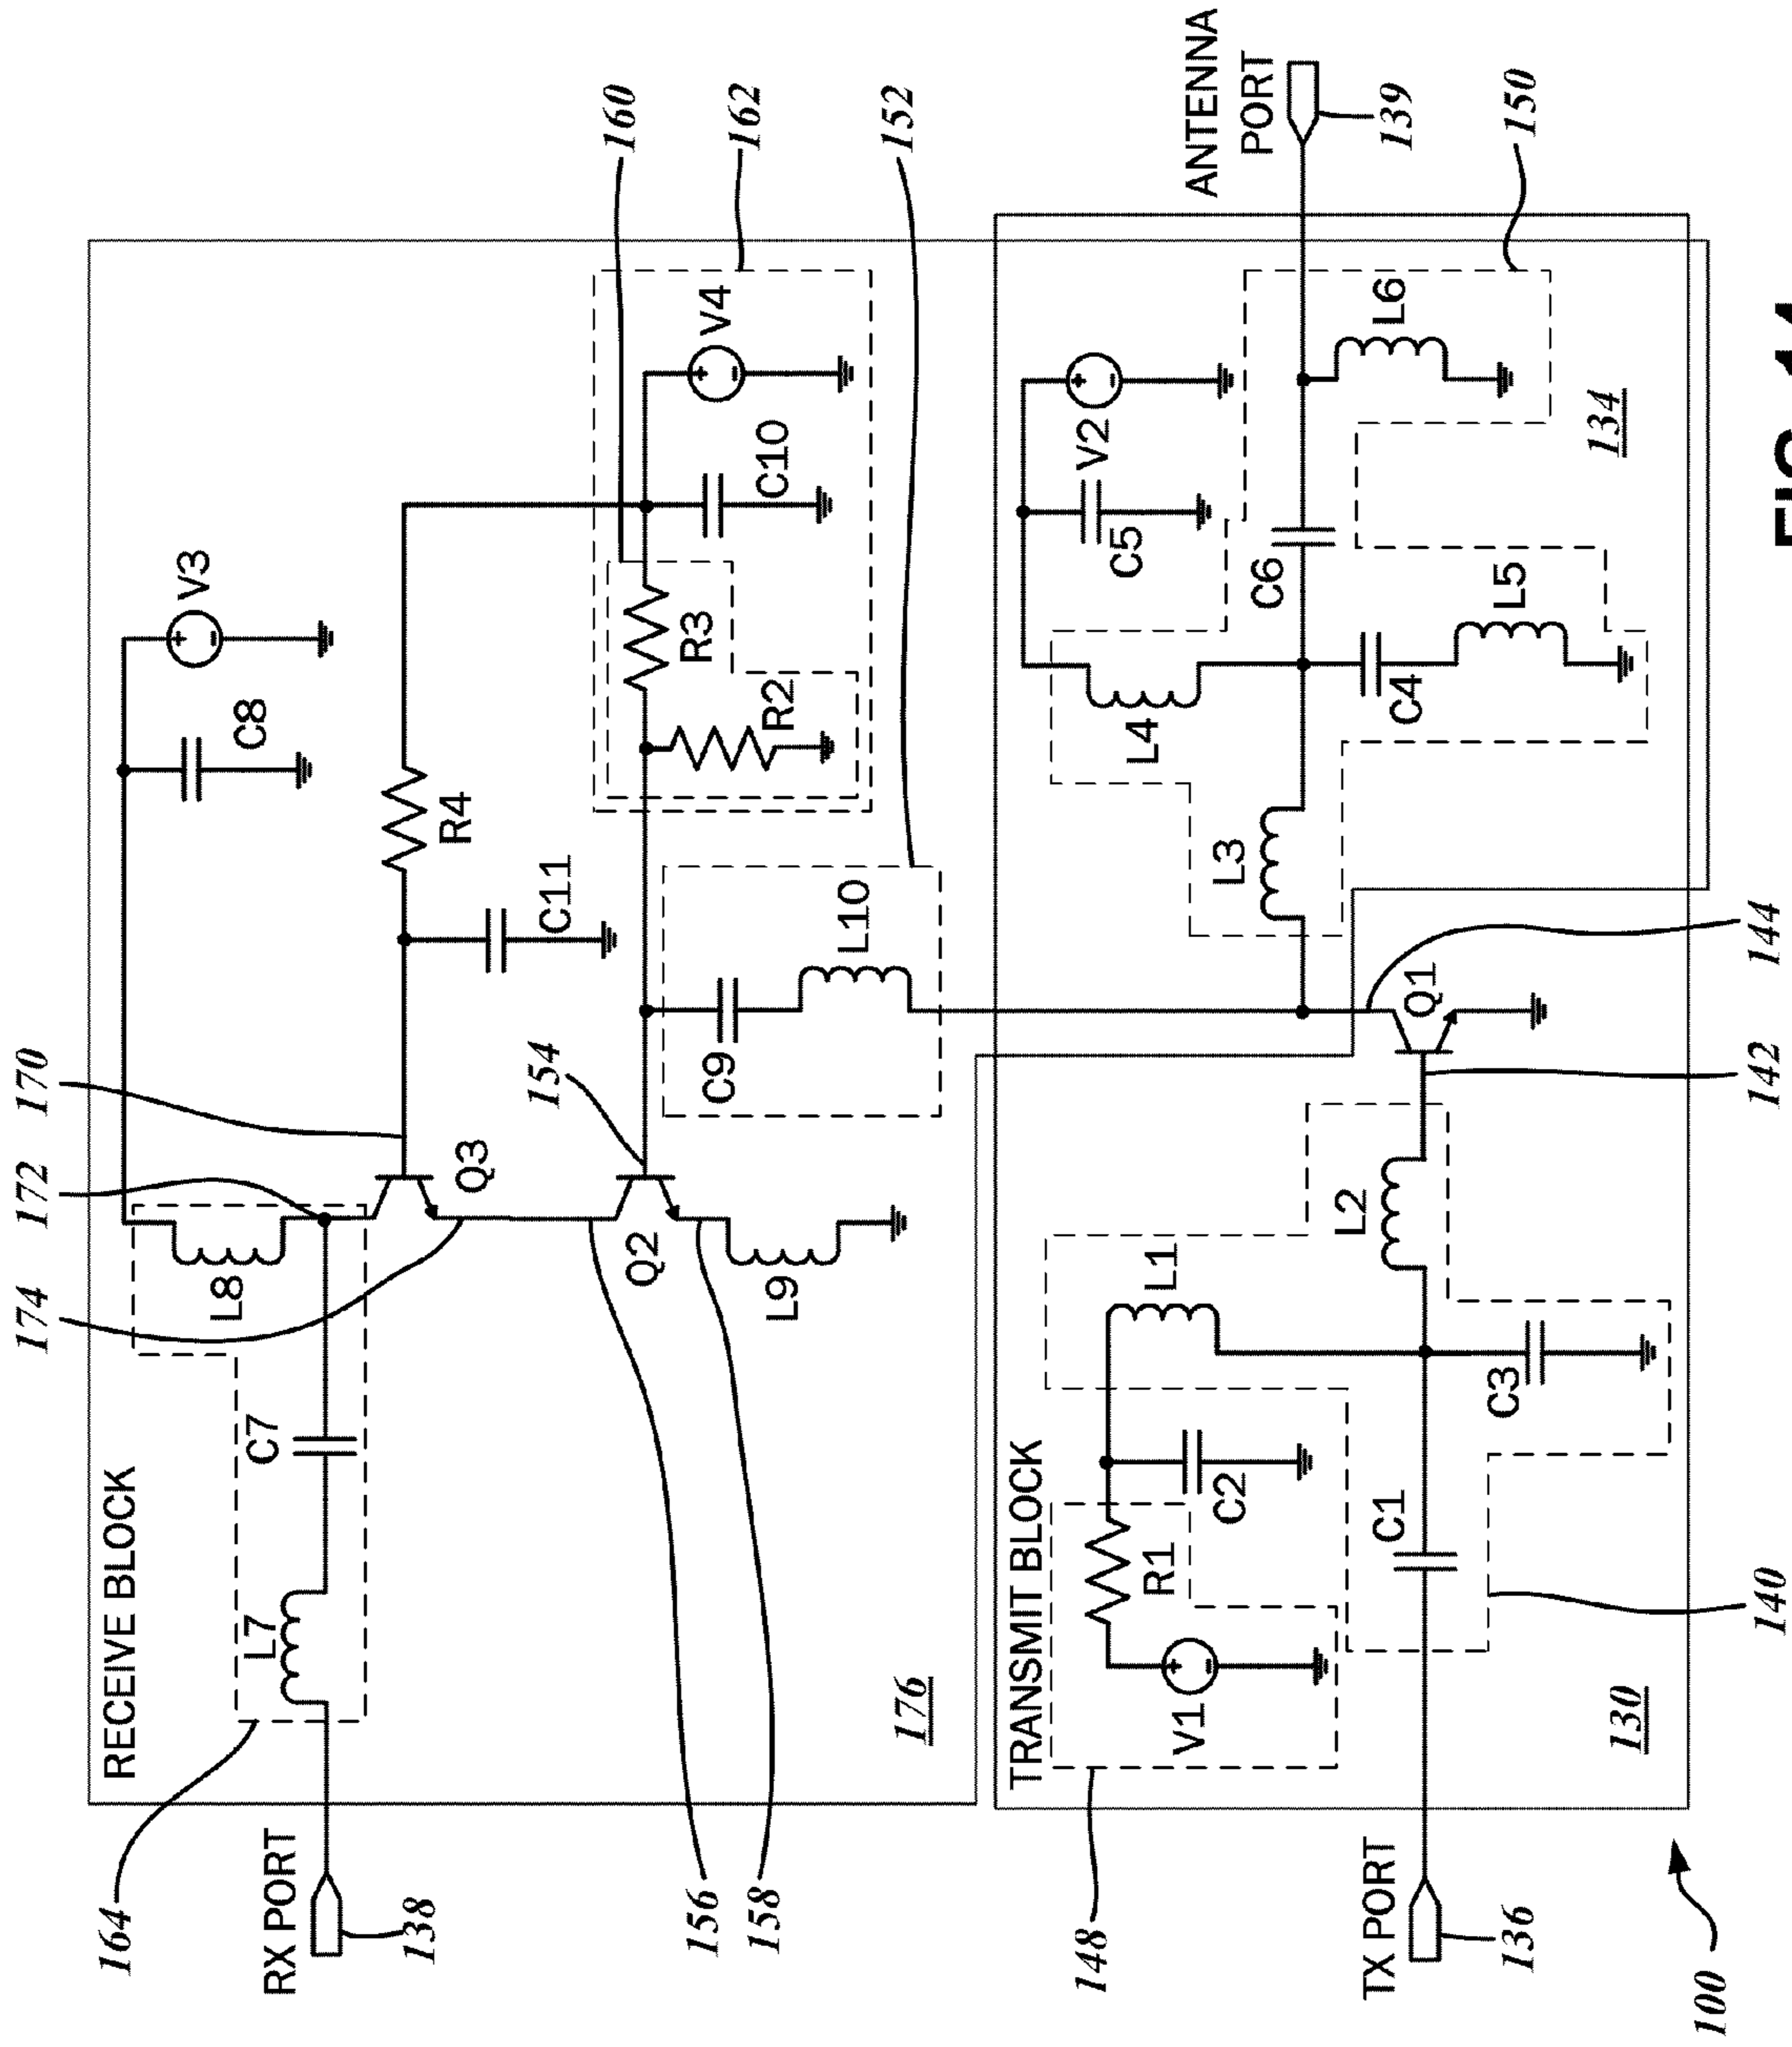 174
172
170
164
RECEIVE BLOCK
V3
L8
C8
L7
C7
RX PORT
138
R4
Q3
154
C11
160
Q2
R3
156
V4
C9
162
158
C10
R2
L9
L10
152
176
TRANSMIT BLOCK
148
V2
C5
L4
R1
L1
V1
ANTENNA
PORT
C2
L3
C6
L2
TX PORT
C1
L6
139
C4
Q1
C3
L5
136
150
134
130
100
140
142
144